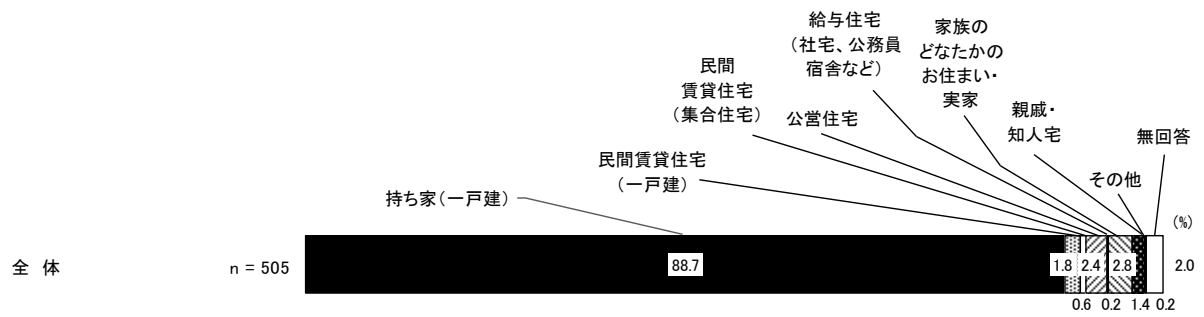 給与住宅
（社宅、公務員
宿舎など）
家族の
どなたかの
お住まい・
実家
民間
賃貸住宅
（集合住宅）
公営住宅
親戚・
知人宅
無回答
民間賃貸住宅
（一戸建）
その他
持ち家（一戸建）
(%)
全 体
n = 505
88.7
1.8
2.4
2.8
2.0
0.6
0.2
1.4
0.2